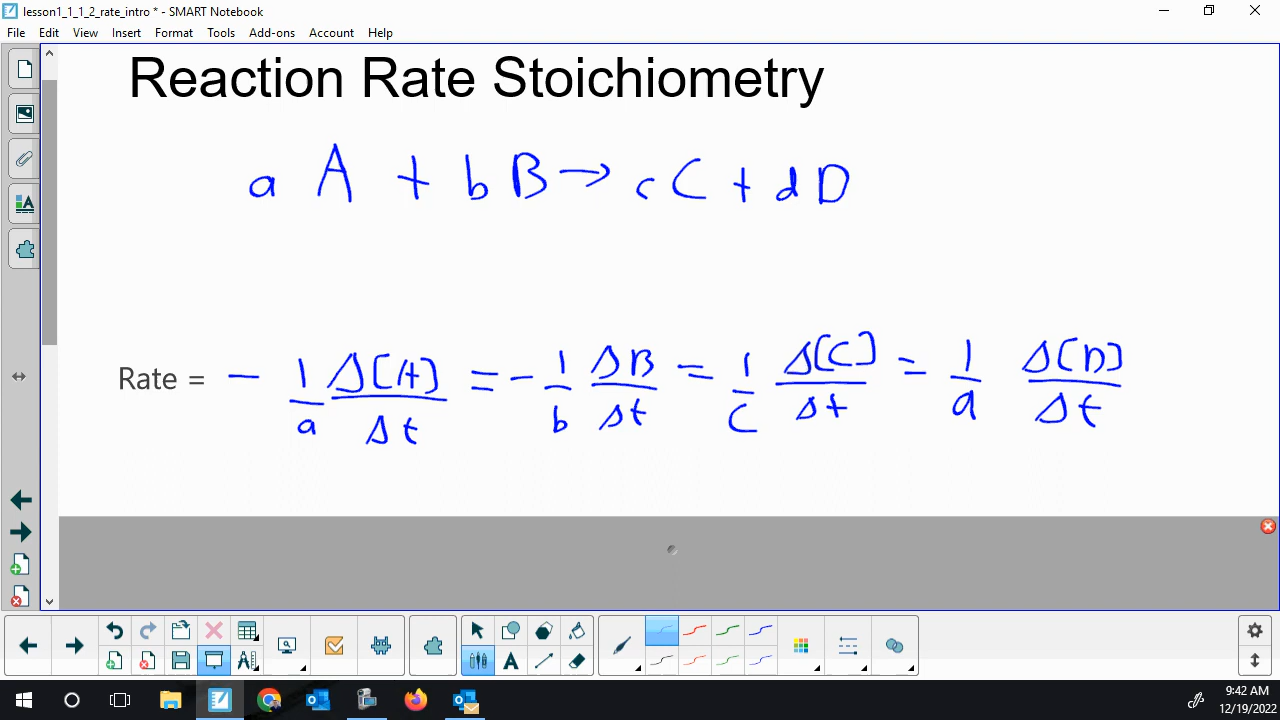 lesson1_1_1_2_rate_intro * - SMART Notebook
File Edit View Insert Format Tools Add-ons Account Help
Reaction Rate Stoichiometry
a A + b B → c C + d D
Rate = - 1/a Δ[A]/Δt = - 1/b ΔB/Δt = 1/c Δ[C]/Δt = 1/d Δ[D]/Δt
A
9:42 AM
12/19/2022